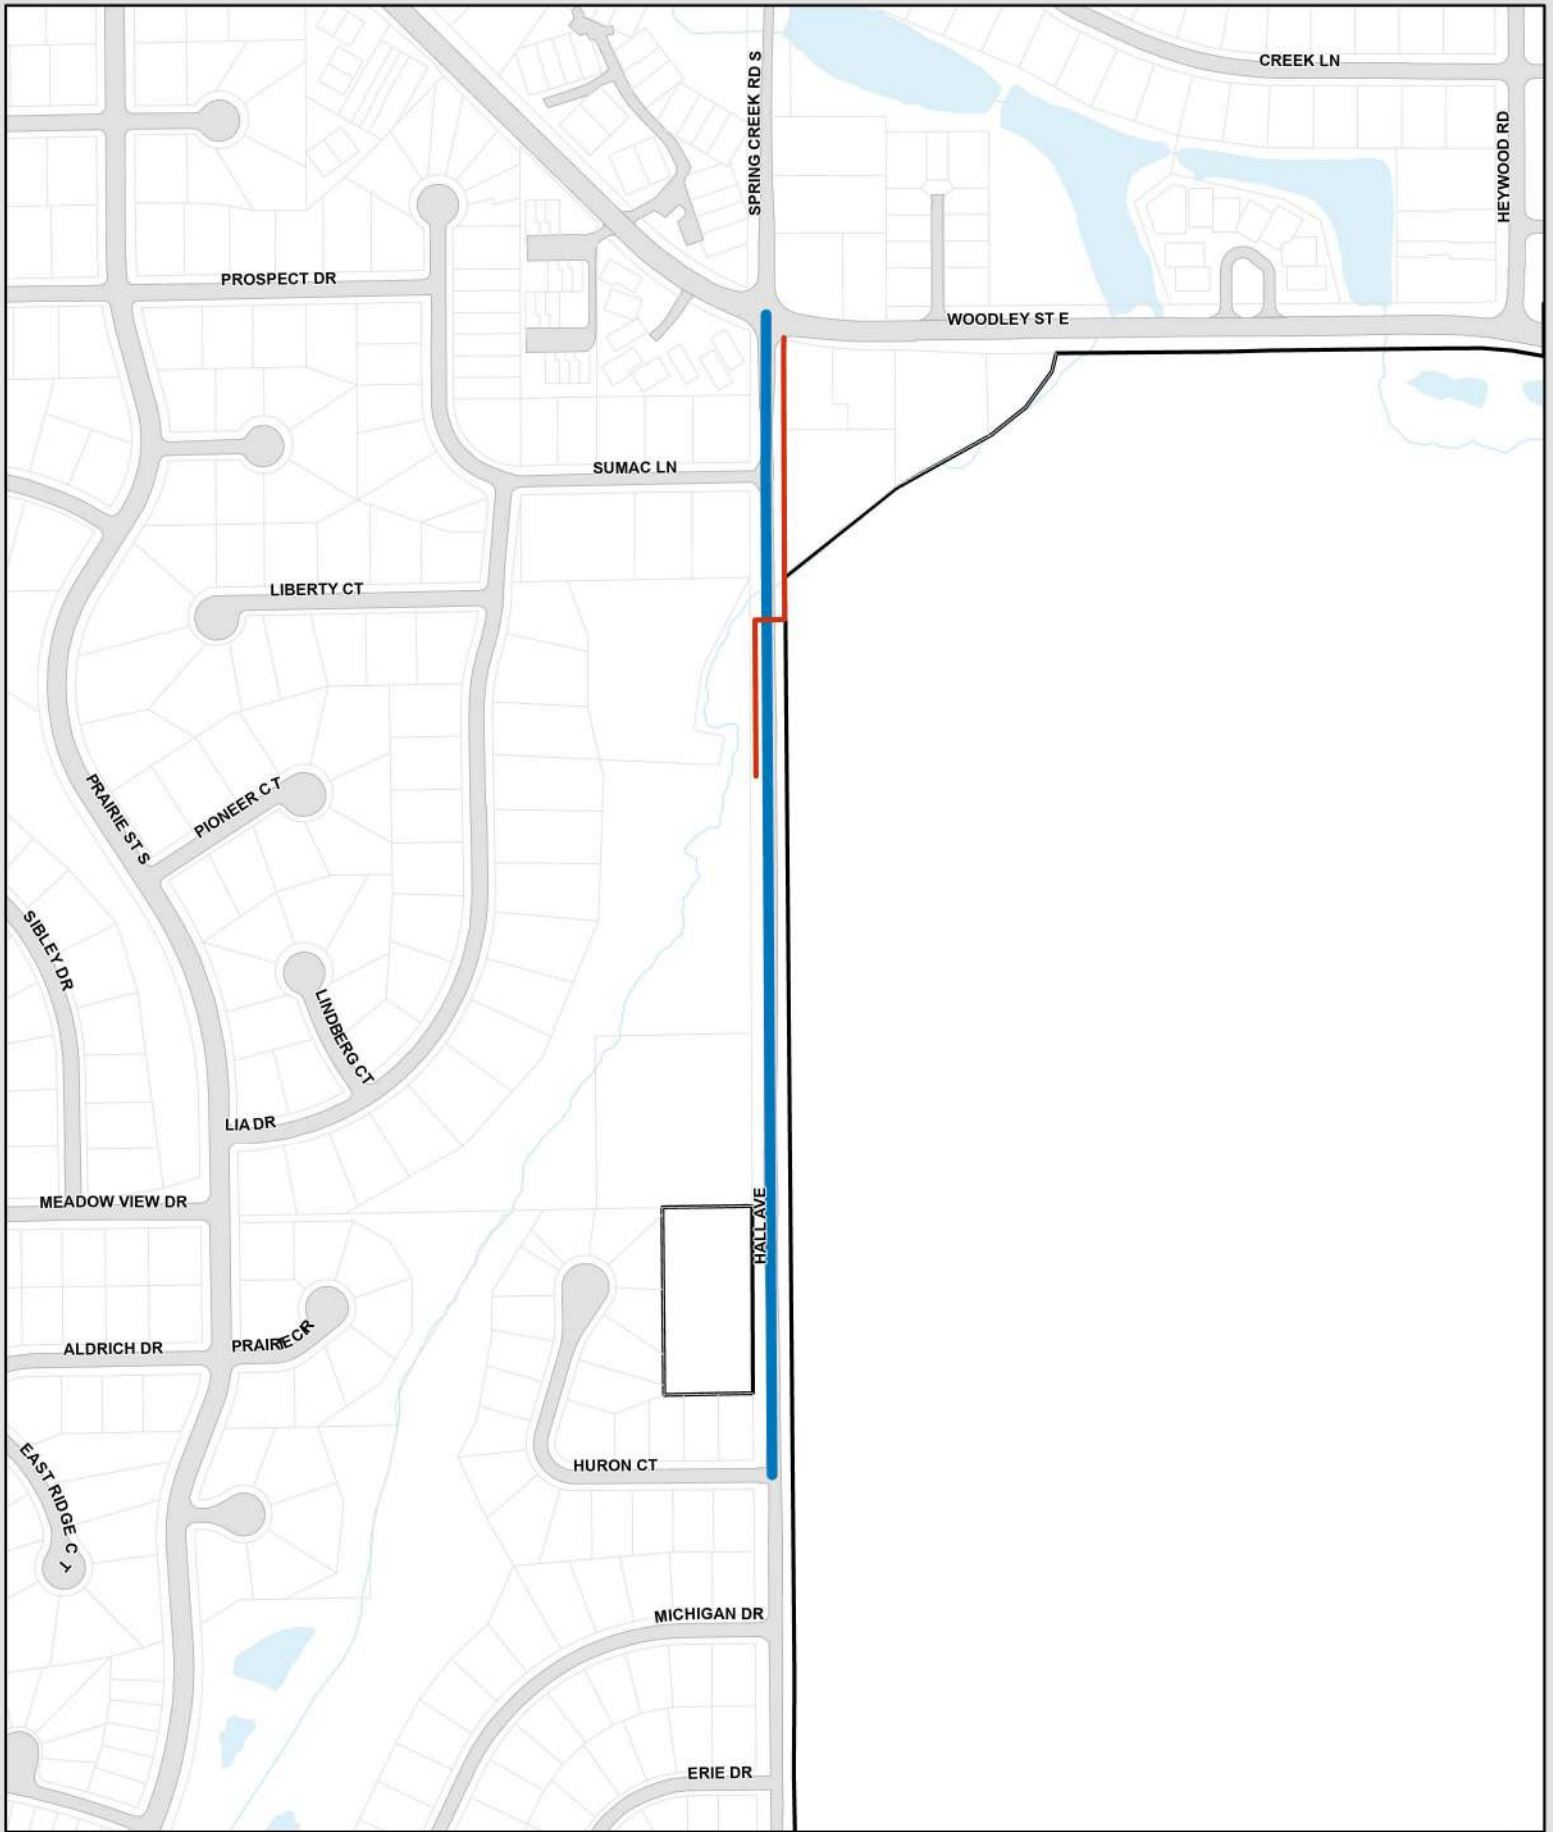 CREEK LN
SPRING CREEK RD S
HEYWOOD RD
PROSPECT DR
WOODLEY ST E
SUMAC LN
LIBERTY CT
PRAIRIE ST S
PIONEER CT
SIBLEY DR
LINDBERG CT
LIA DR
MEADOW VIEW DR
HALL AVE
ALDRICH DR
PRAIRIE CIR
EAST RIDGE CT
HURON CT
MICHIGAN DR
ERIE DR